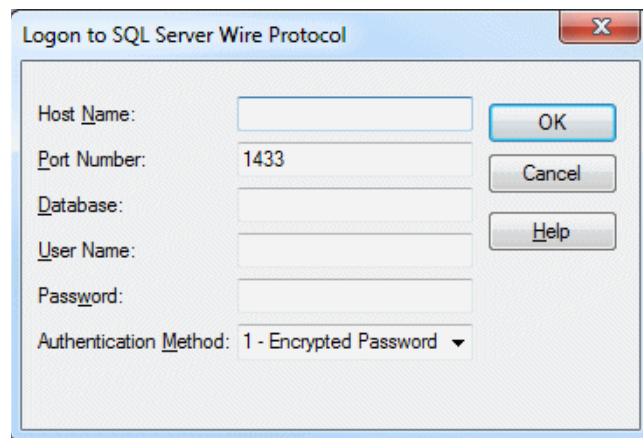 Logon to SQL Server Wire Protocol
Host Name:
OK
Port Number: 1433
Cancel
Database:
User Name:
Help
Password:
Authentication Method: 1 - Encrypted Password